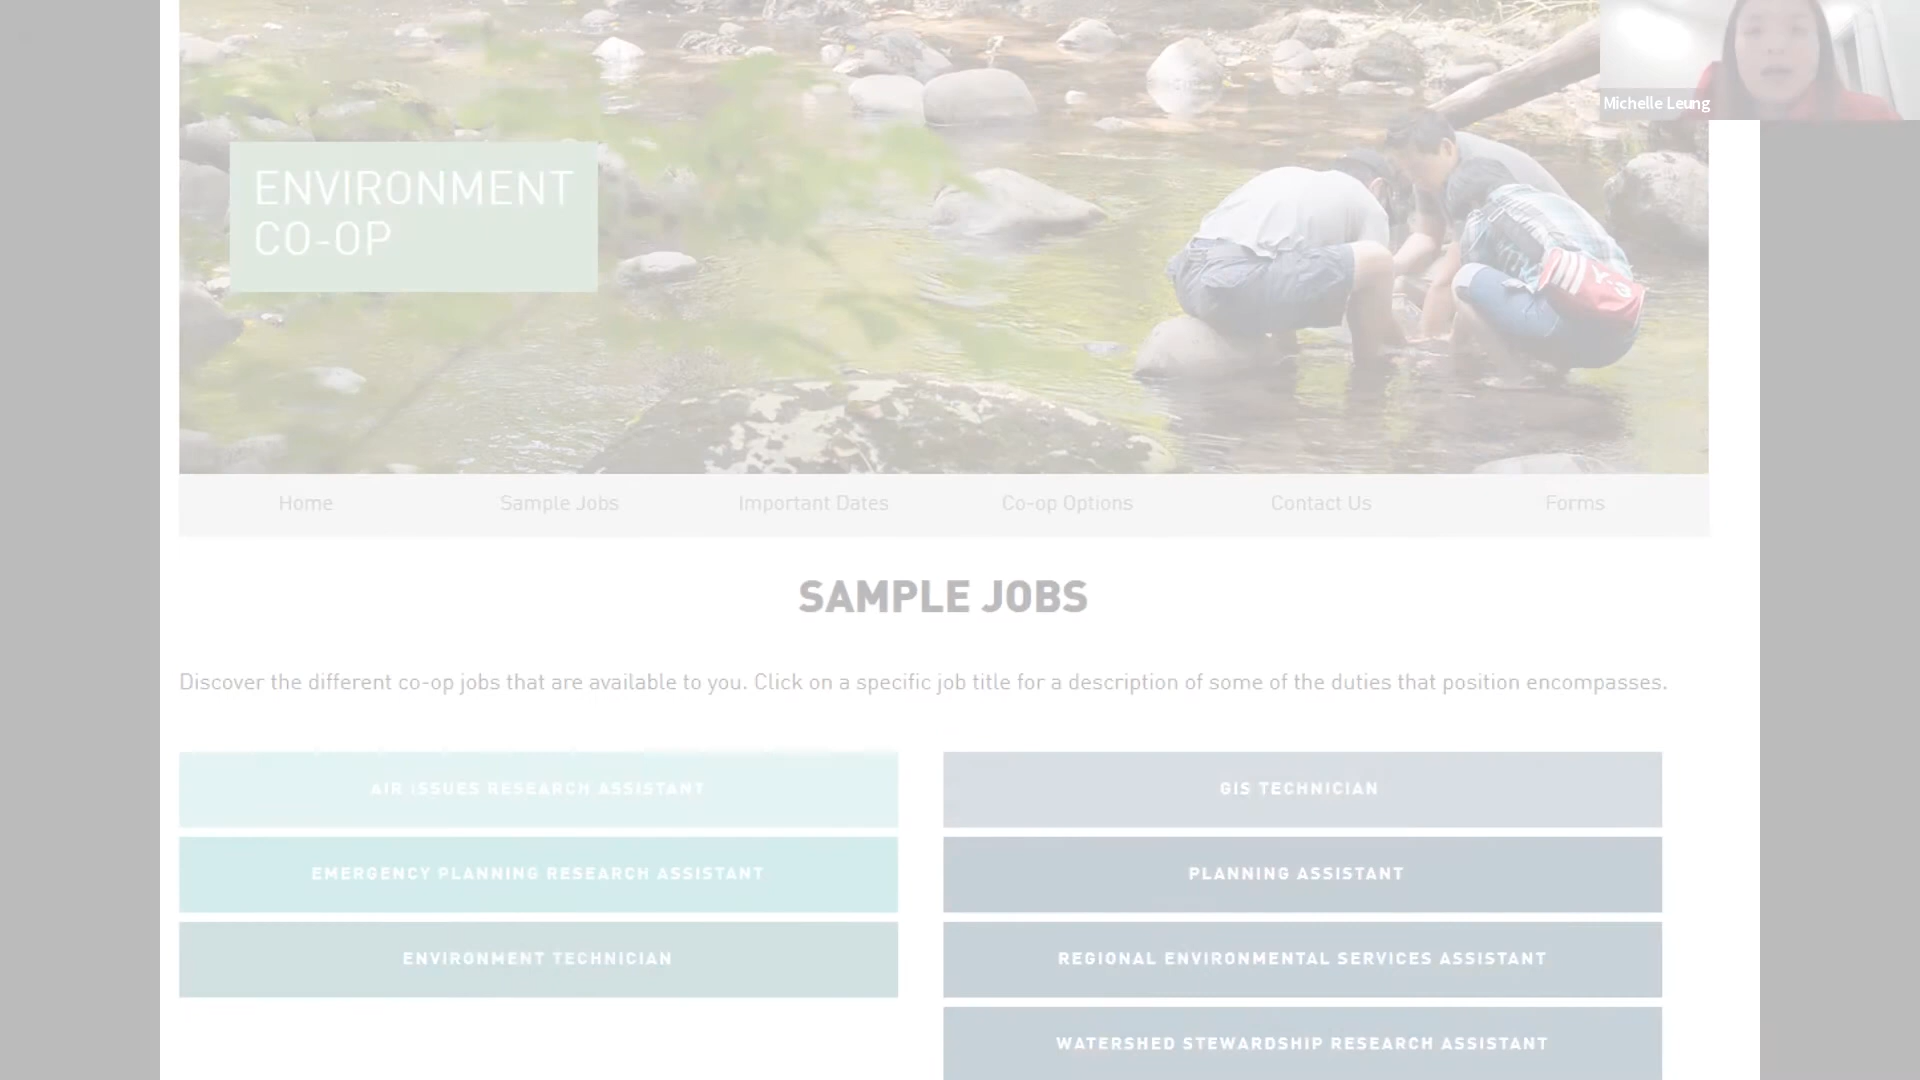 Michelle Leung
ENVIRONMENT
CO-OP
Home
Sample Jobs
Important Dates
Co-op Options
Contact Us
Forms
SAMPLE JOBS
Discover the different co-op jobs that are available to you. Click on a specific job title for a description of some of the duties that position encompasses.
AIR ISSUES RESEARCH ASSISTANT
EMERGENCY PLANNING RESEARCH ASSISTANT
ENVIRONMENT TECHNICIAN
GIS TECHNICIAN
PLANNING ASSISTANT
REGIONAL ENVIRONMENTAL SERVICES ASSISTANT
WATERSHED STEWARDSHIP RESEARCH ASSISTANT